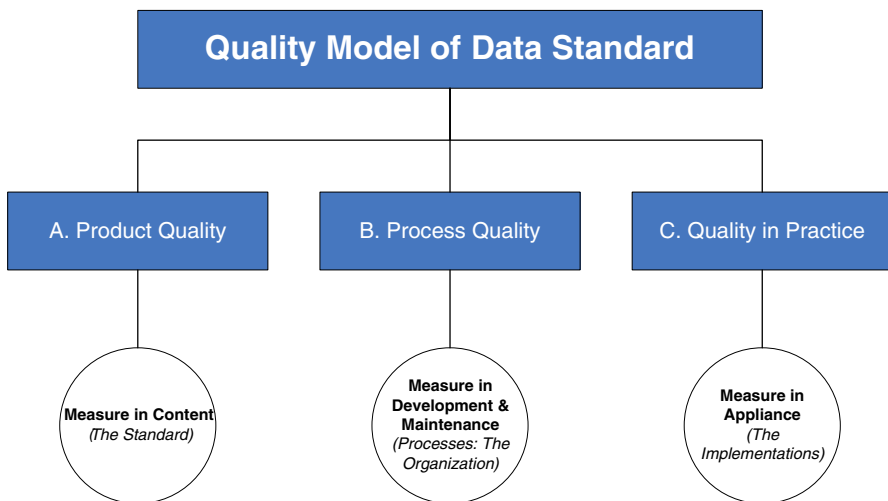 Quality Model of Data Standard
A. Product Quality
B. Process Quality
C. Quality in Practice
Measure in Content
(The Standard)
Measure in
Development &
Maintenance
(Processes: The
Organization)
Measure in
Appliance
(The
Implementations)